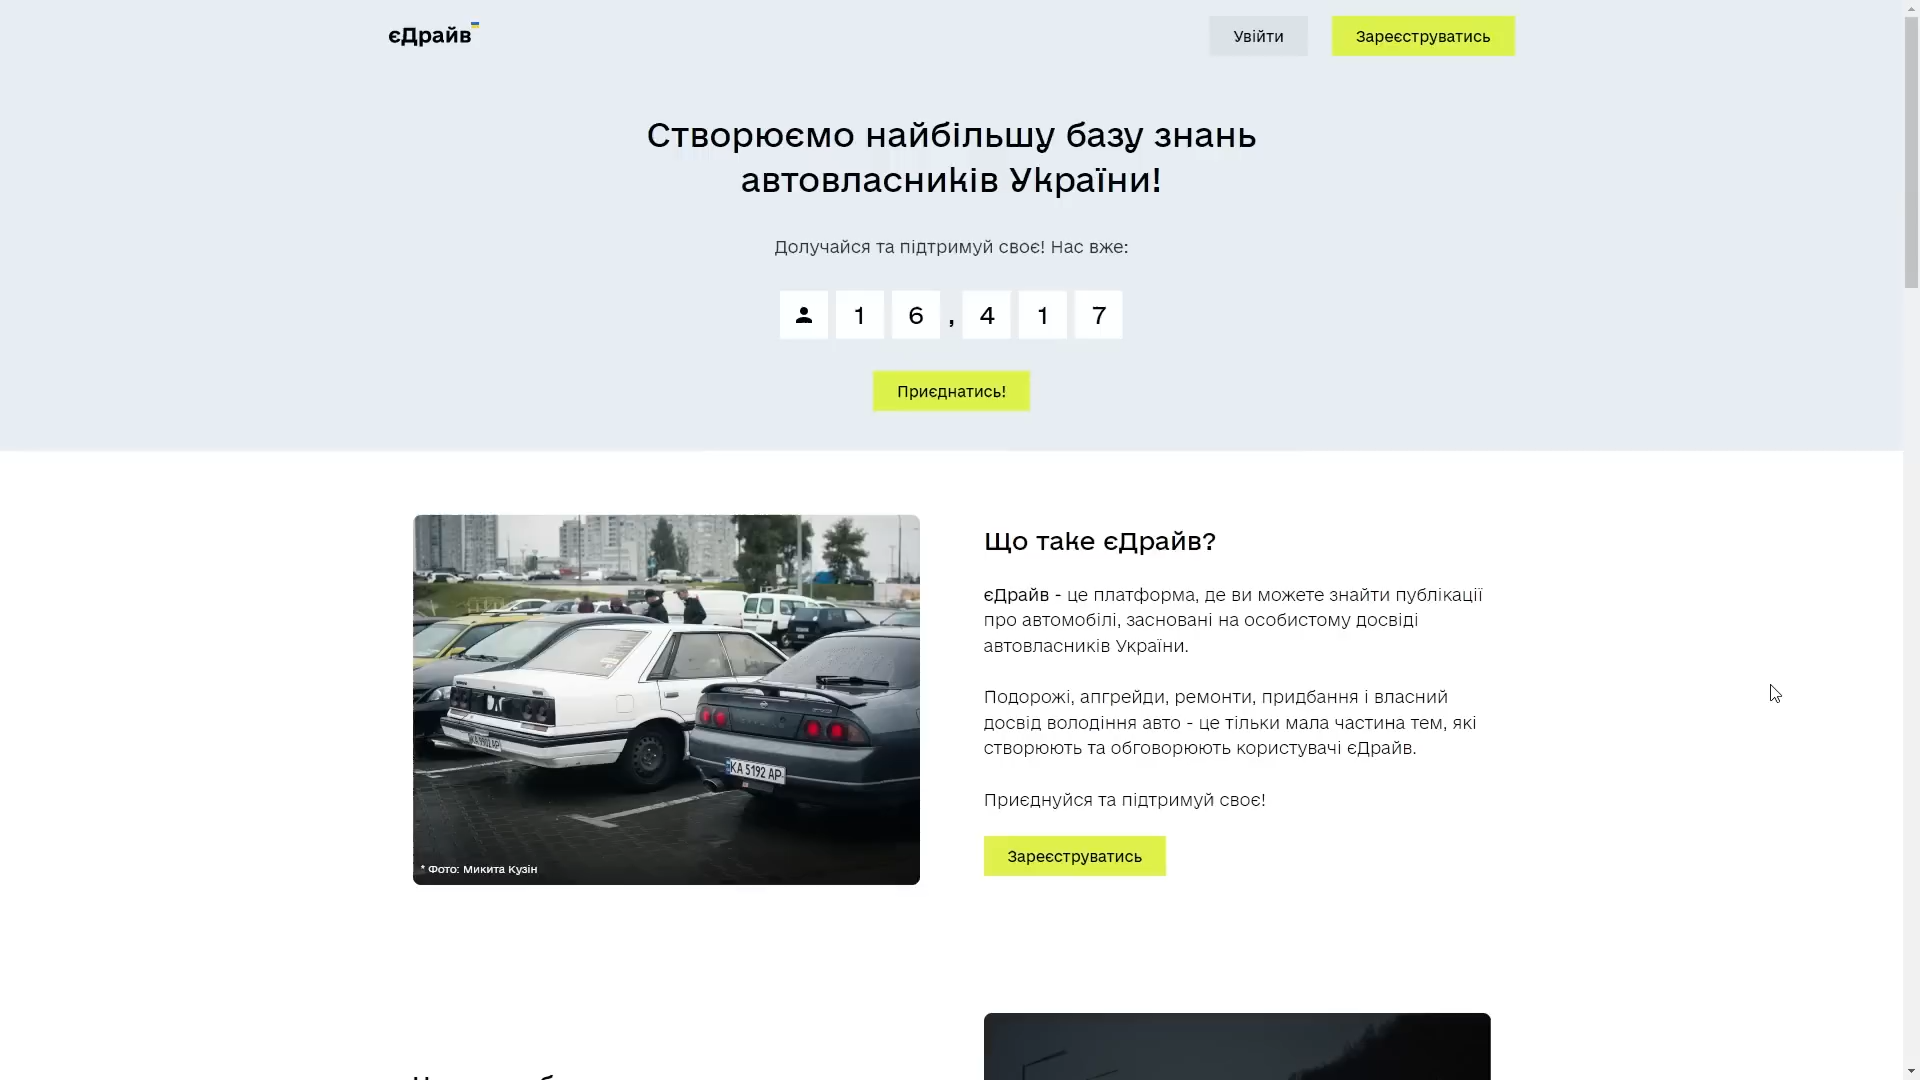 єДрайв
Увійти
Зареєструватись
Створюємо найбільшу базу знань
автовласників України!
Долучайся та підтримуй своє! Нас вже:
16,417
Приєднатись!
Що таке єДрайв?
єДрайв - це платформа, де ви можете знайти публікації
про автомобілі, засновані на особистому досвіді
автовласників України.
Подорожі, апгрейди, ремонти, придбання і власний
досвід володіння авто - це тільки мала частина тем, які
створюють та обговорюють користувачі єДрайв.
Приєднуйся та підтримуй своє!
Зареєструватись
KA 5192 AP
* Фото: Микита Кузін